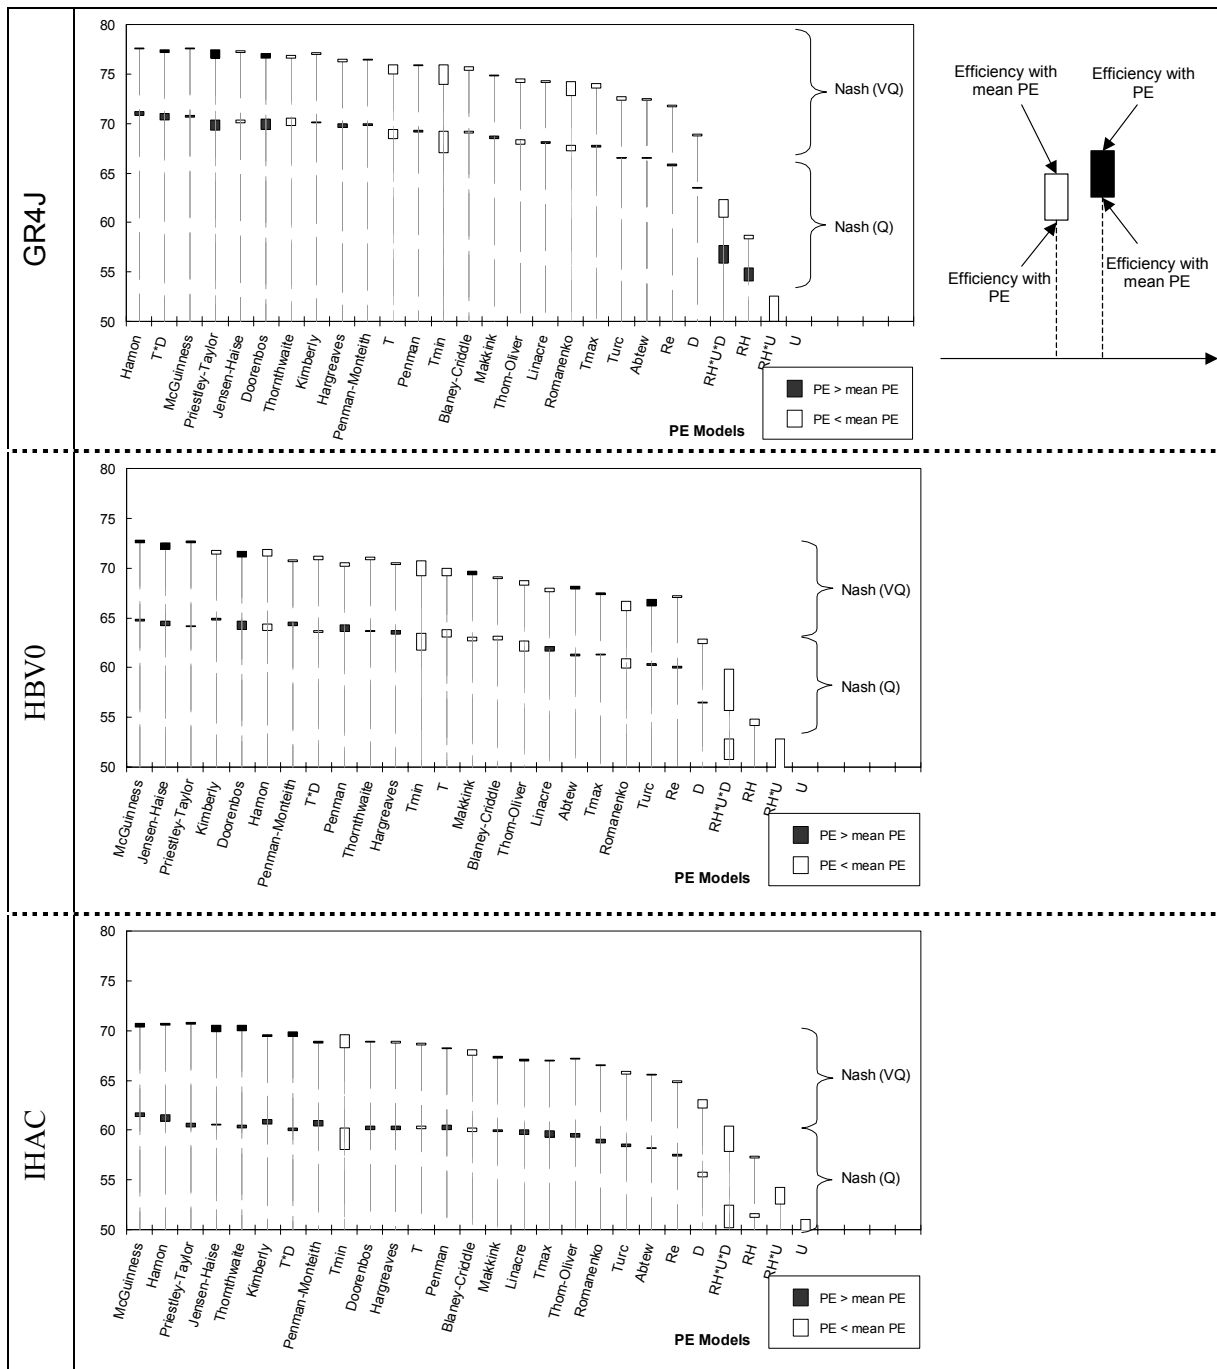 GR4J
80
75
70
65
60
55
50
Nash (VQ)
Nash (Q)
Hamon
T*D
McGuinness
Priestley-Taylor
Jensen-Haise
Doorenbos
Thornthwaite
Kimberly
Hargreaves
Penman-Monteith
T
Penman
Tmin
Blaney-Criddle
Makkink
Thom-Oliver
Linacre
Romanenko
Tmax
Turc
Abtew
Re
D
RH*U*D
RH
RH*U
U
PE Models
PE > mean PE
PE < mean PE
Efficiency with
mean PE
Efficiency with
PE
Efficiency with
PE
Efficiency with
mean PE
HBV0
80
75
70
65
60
55
50
Nash (VQ)
Nash (Q)
McGuinness
Jensen-Haise
Priestley-Taylor
Kimberly
Doorenbos
Hamon
Penman-Monteith
T*D
Penman
Thornthwaite
Hargreaves
Tmin
T
Makkink
Blaney-Criddle
Thom-Oliver
Linacre
Abtew
Tmax
Romanenko
Turc
Re
D
RH*U*D
RH
RH*U
U
PE Models
PE > mean PE
PE < mean PE
IHAC
80
75
70
65
60
55
50
Nash (VQ)
Nash (Q)
McGuinness
Hamon
Priestley-Taylor
Jensen-Haise
Thornthwaite
Kimberly
T*D
Penman-Monteith
Tmin
Doorenbos
Hargreaves
T
Penman
Blaney-Criddle
Makkink
Linacre
Tmax
Thom-Oliver
Romanenko
Turc
Abtew
Re
D
RH*U*D
RH
RH*U
U
PE Models
PE > mean PE
PE < mean PE